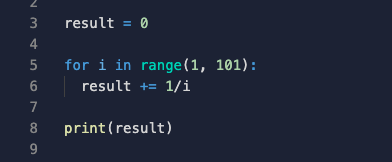 2
3 result = 0
4
5 for i in range(1, 101):
6   result += 1/i
7
8 print(result)
9